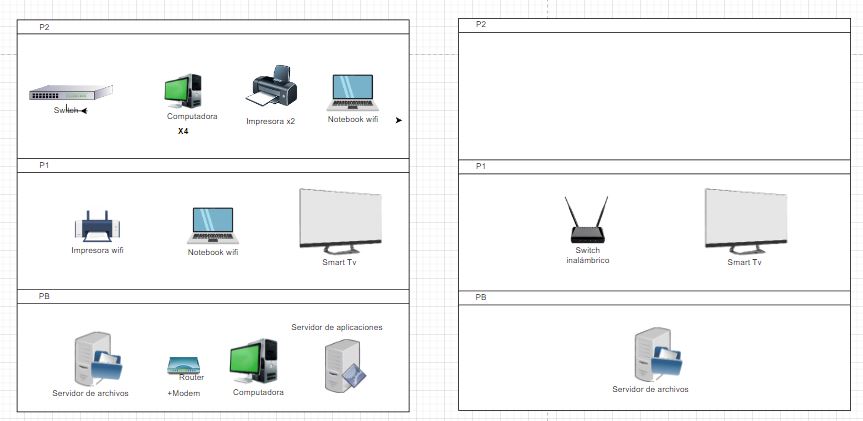 P2
Switch
Computadora
X4
Impresora x2
Notebook wifi
P1
Impresora wifi
Notebook wifi
Smart Tv
PB
Servidor de aplicaciones
Servidor de archivos
Router
+Modem
Computadora
P2
P1
Switch
inalámbrico
Smart Tv
PB
Servidor de archivos